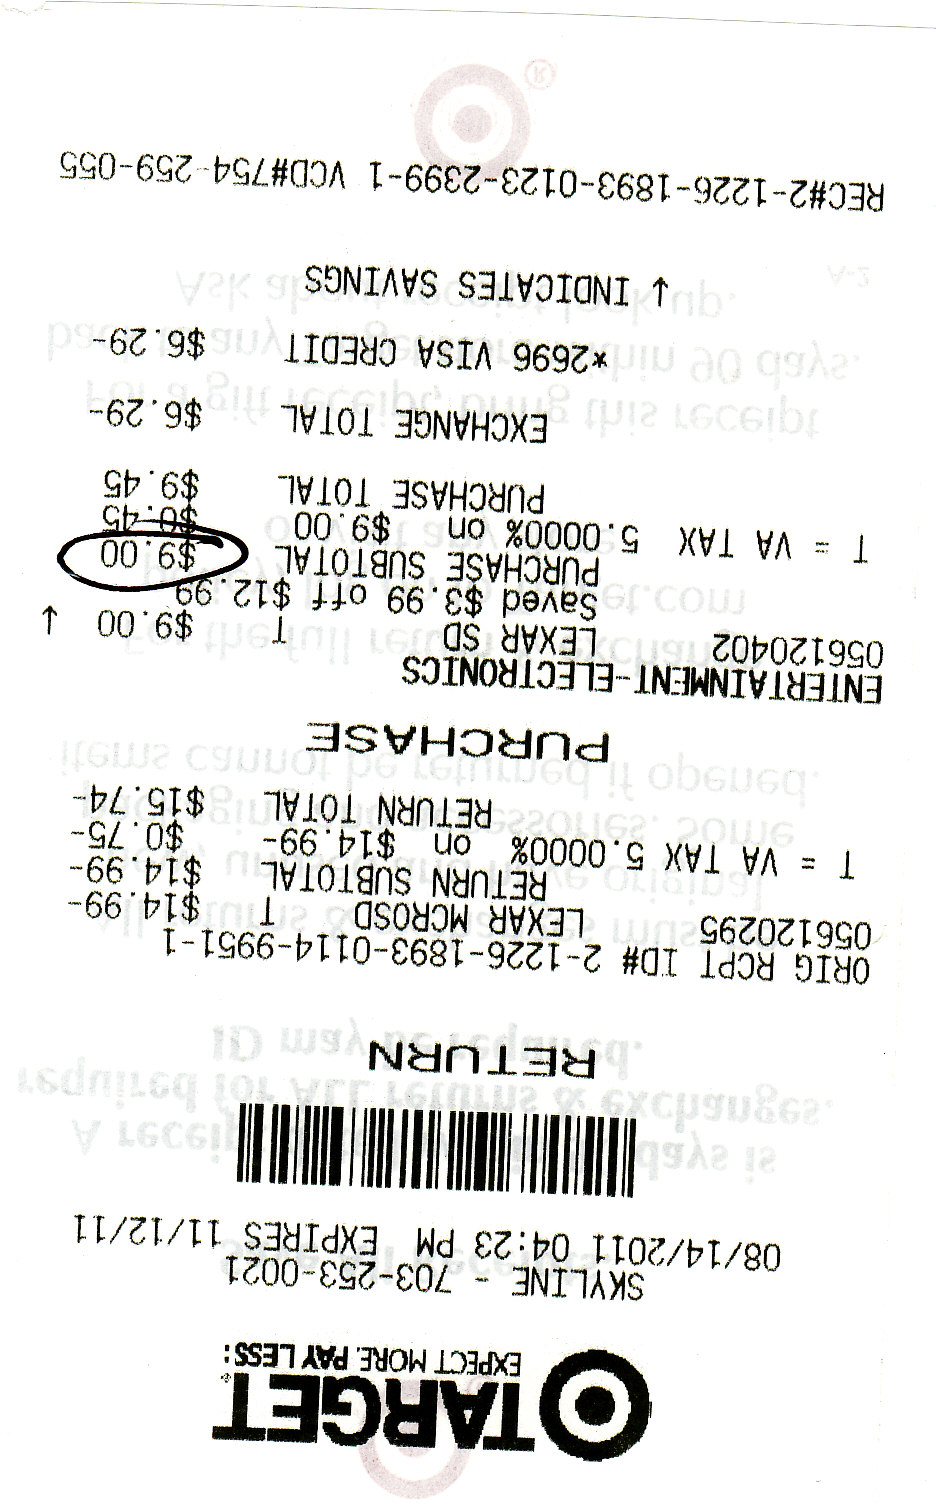 TARGET
EXPECT MORE. PAY LESS:
SKYLINE - 703-253-0021
08/14/2011 04:23 PM EXPIRES 11/12/11
RETURN
ORIG RCPT ID# 2-1226-1893-0114-9951-1
056120295 LEXAR MCROSD T $14.99-
RETURN SUBTOTAL $14.99-
T = VA TAX 5.0000% on $14.99- $0.75-
RETURN TOTAL $15.74-
PURCHASE
ENTERTAINMENT-ELECTRONICS
056120402 LEXAR SD T $9.00 ↓
Saved $3.99 off $12.99
PURCHASE SUBTOTAL $9.00
T = VA TAX 5.0000% on $9.00 $0.45
PURCHASE TOTAL $9.45
EXCHANGE TOTAL $6.29-
*2696 VISA CREDIT $6.29-
↓ INDICATES SAVINGS
REC#2-1226-1893-0123-2399-1 VCD#754-259-055